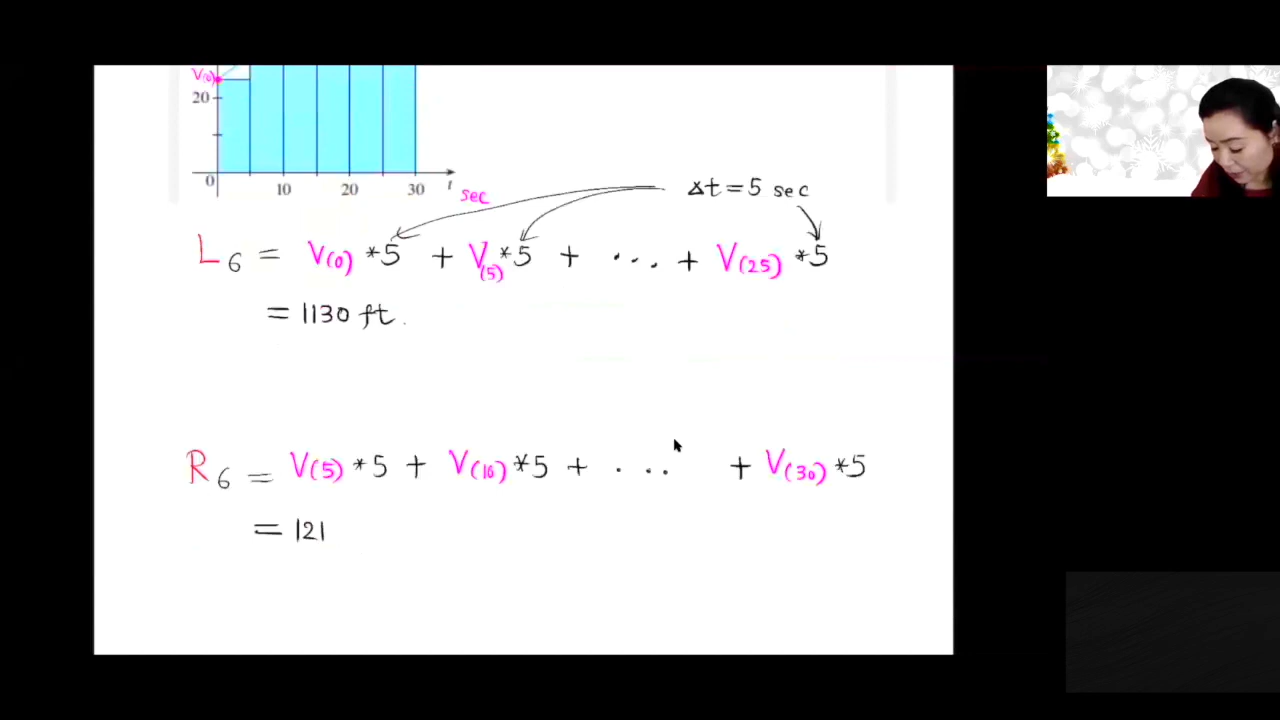 V(0)
20
0 10 20 30 t
sec
Δt = 5 sec
L6 = V(0) *5 + V(5) *5 + ... + V(25) *5
= 1130 ft.
R6 = V(5) *5 + V(10) *5 + ... + V(30) *5
= 121